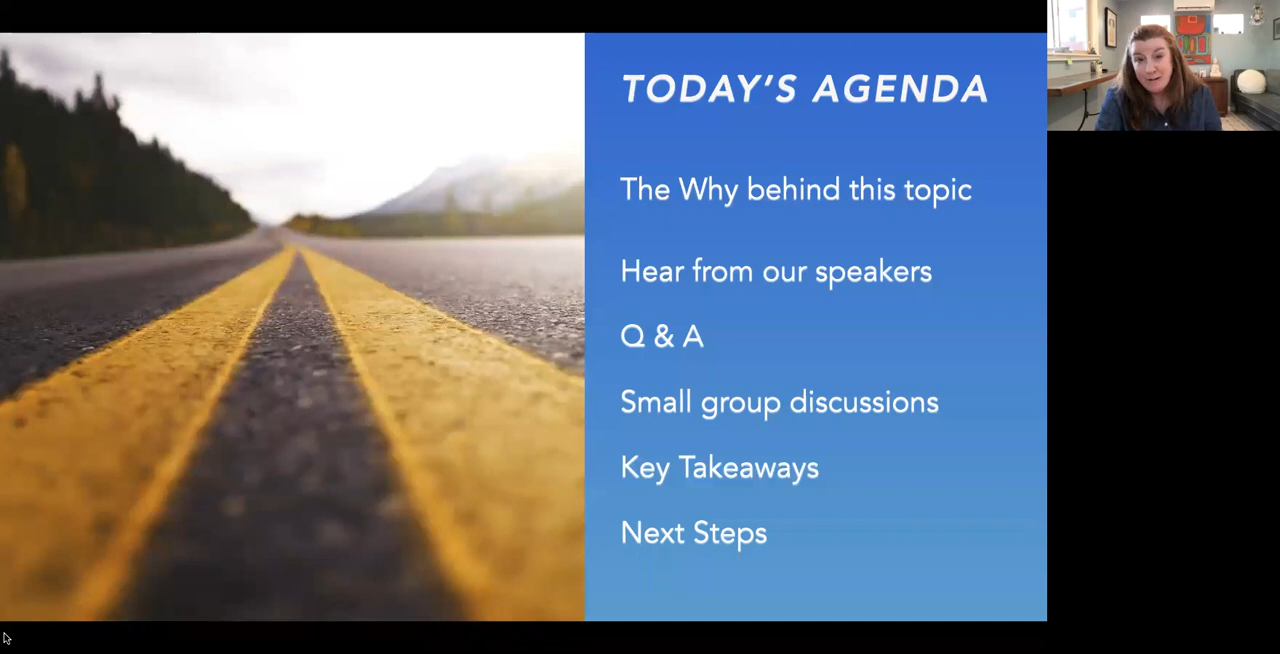 TODAY’S AGENDA
The Why behind this topic
Hear from our speakers
Q & A
Small group discussions
Key Takeaways
Next Steps